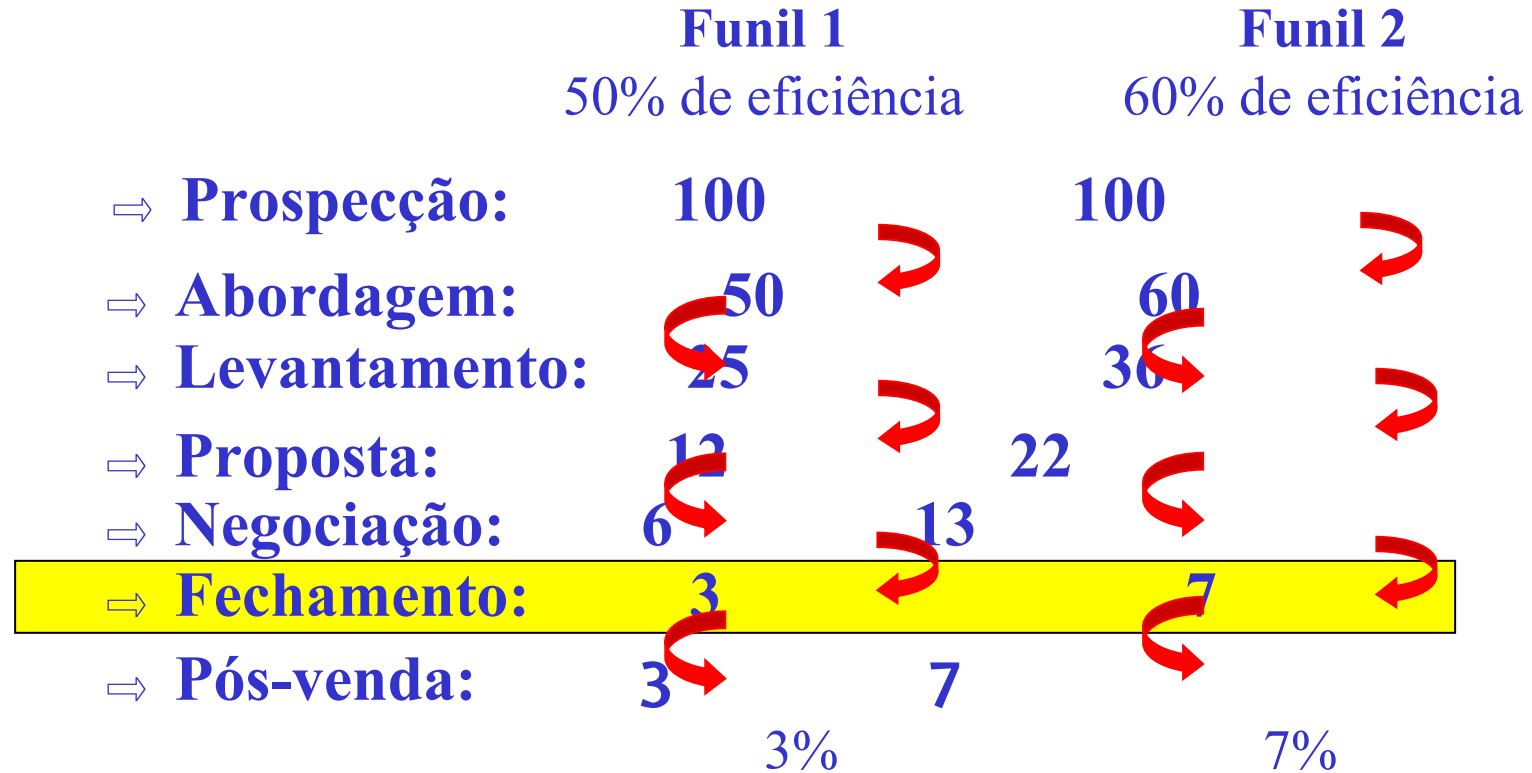 Funil 1 Funil 2
50% de eficiência 60% de eficiência
⇨ Prospecção: 100 100
⇨ Abordagem: 50 60
⇨ Levantamento: 25 36
⇨ Proposta: 12 22
⇨ Negociação: 6 13
⇨ Fechamento: 3 7
⇨ Pós-venda: 3 7
3% 7%